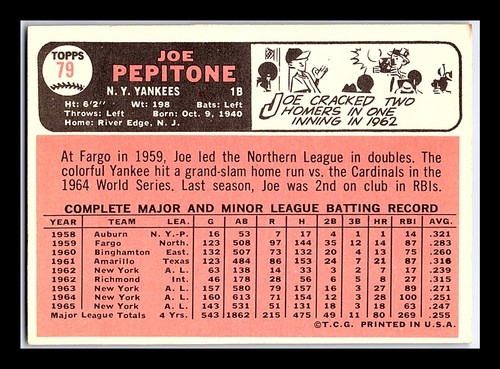 TOPPS
79
JOE
PEPITONE
N. Y. YANKEES 1B
Ht: 6'2" Wt: 198 Bats: Left
Throws: Left Born: Oct. 9, 1940
Home: River Edge, N. J.
JOE CRACKED TWO
HOMERS IN ONE
INNING IN 1962
At Fargo in 1959, Joe led the Northern League in doubles. The
colorful Yankee hit a grand-slam home run vs. the Cardinals in the
1964 World Series. Last season, Joe was 2nd on club in RBIs.
COMPLETE MAJOR AND MINOR LEAGUE BATTING RECORD
YEAR TEAM LEA. G AB R H 2B 3B HR RBI AVG.
1958 Auburn N.Y.-P. 16 53 7 17 4 1 1 14 .321
1959 Fargo North. 123 508 97 144 35 12 14 87 .283
1960 Binghamton East. 132 507 73 132 20 4 13 75 .260
1961 Amarillo Texas 123 484 86 153 24 7 21 87 .316
1962 New York A. L. 63 138 14 33 3 2 7 17 .239
1962 Richmond Int. 46 178 28 56 6 5 8 27 .315
1963 New York A. L. 157 580 79 157 16 3 27 89 .271
1964 New York A. L. 160 613 71 154 12 3 28 100 .251
1965 New York A. L. 143 531 51 131 18 3 18 63 .247
Major League Totals 4 Yrs. 543 1862 215 475 49 11 80 269 .255
©T.C.G. PRINTED IN U.S.A.